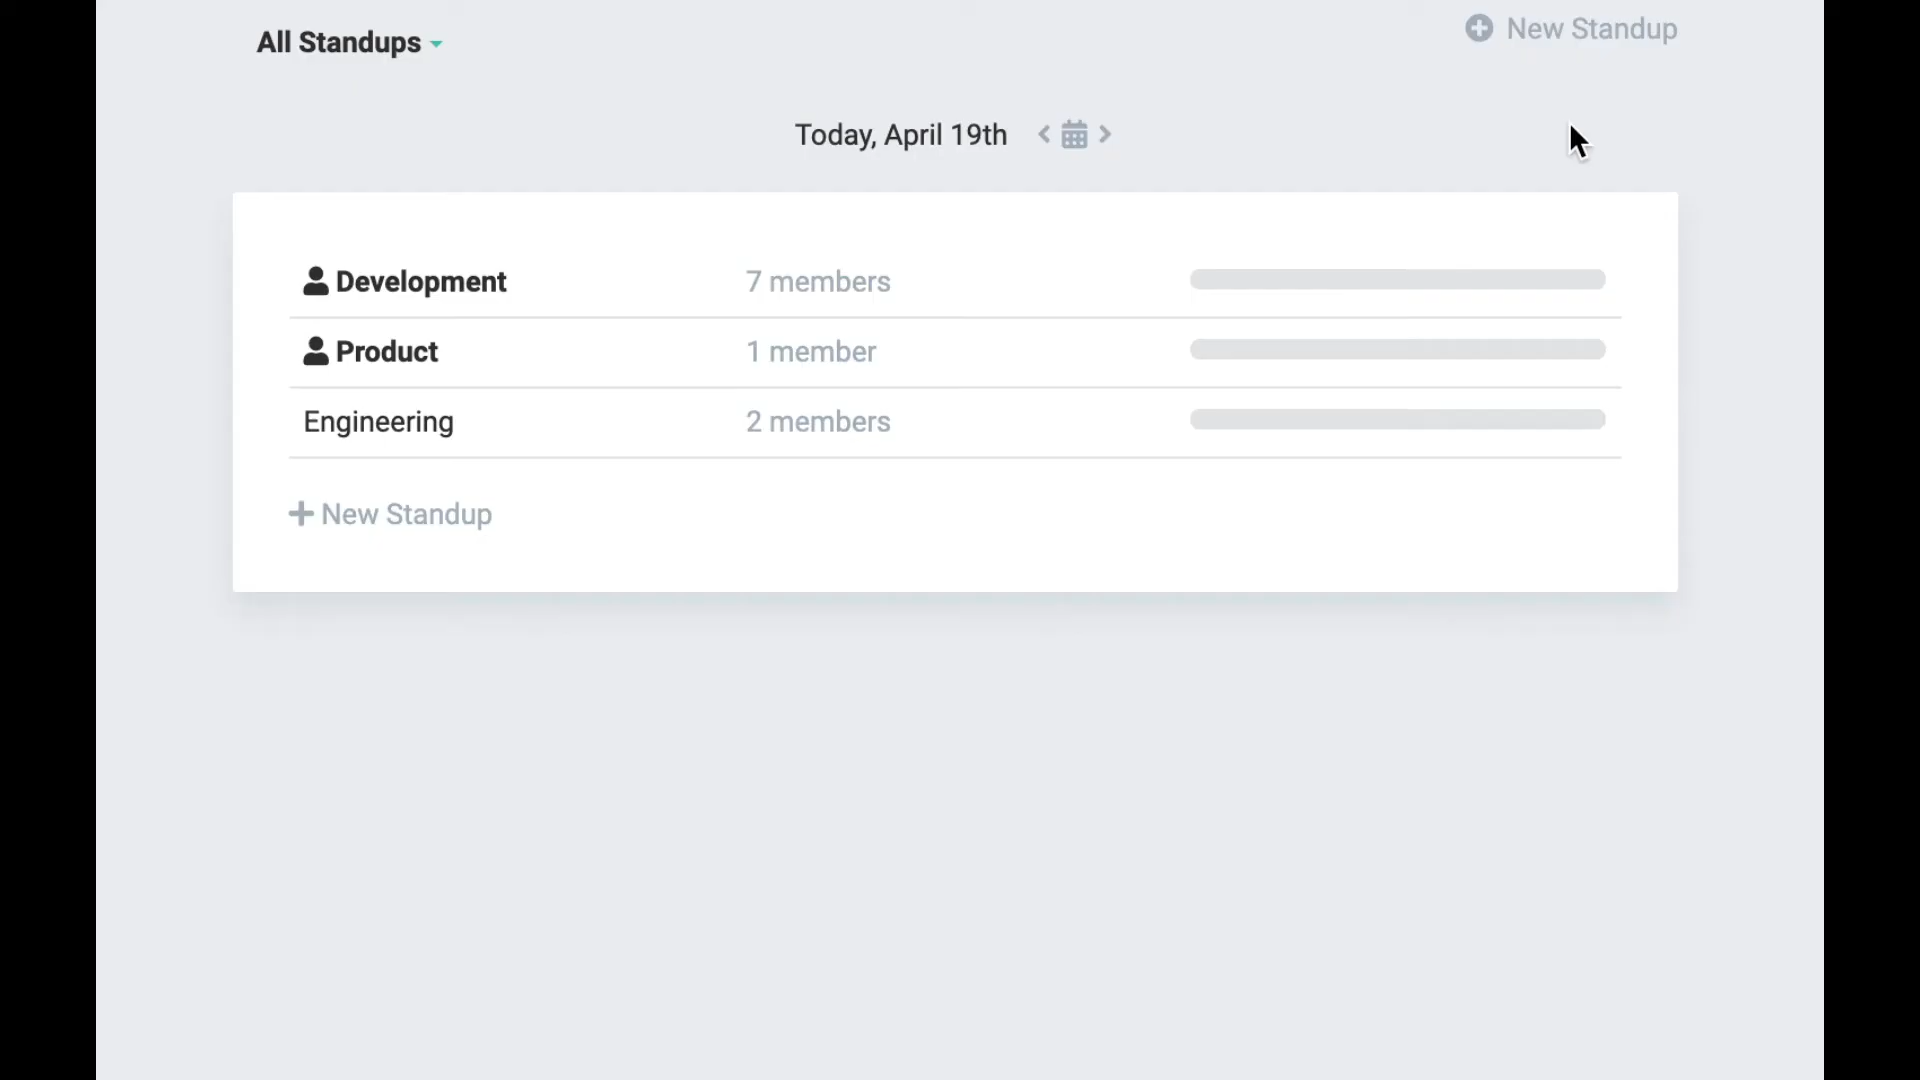 All Standups
New Standup
Today, April 19th
Development 7 members
Product 1 member
Engineering 2 members
New Standup